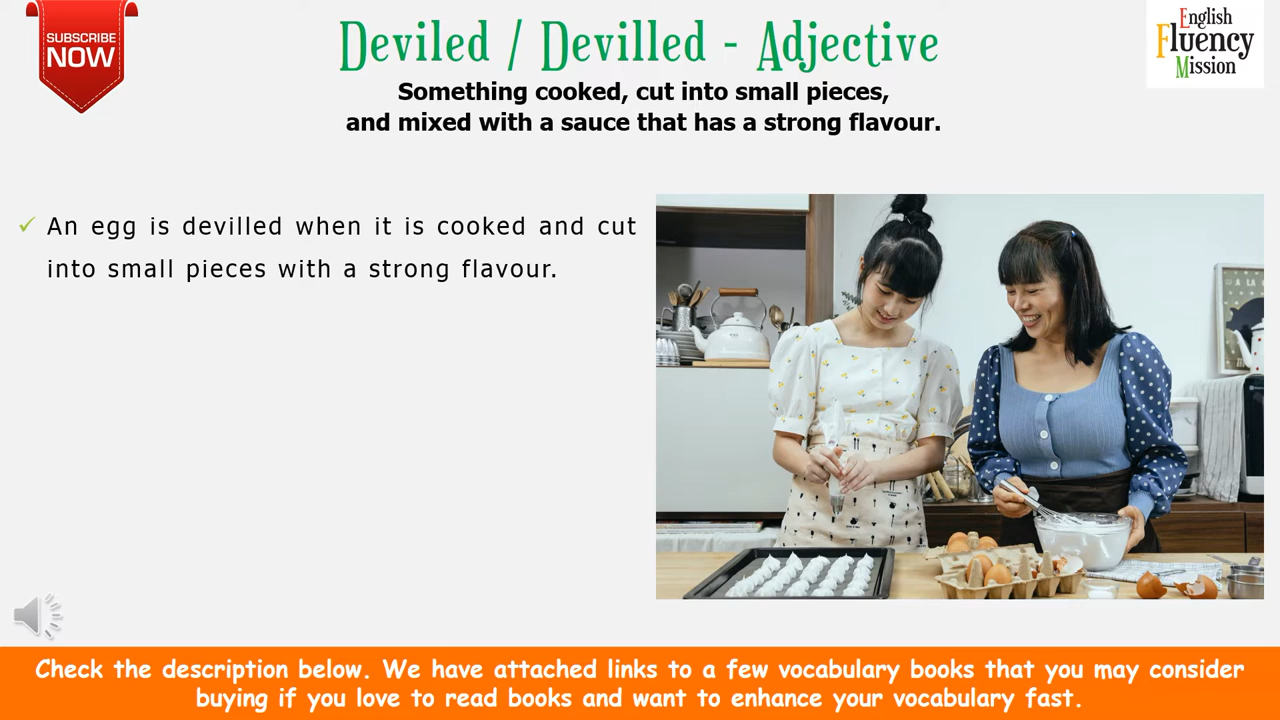 SUBSCRIBE
NOW
Deviled / Devilled - Adjective
Something cooked, cut into small pieces,
and mixed with a sauce that has a strong flavour.
English
Fluency
Mission
An egg is devilled when it is cooked and cut
into small pieces with a strong flavour.
Check the description below. We have attached links to a few vocabulary books that you may consider
buying if you love to read books and want to enhance your vocabulary fast.